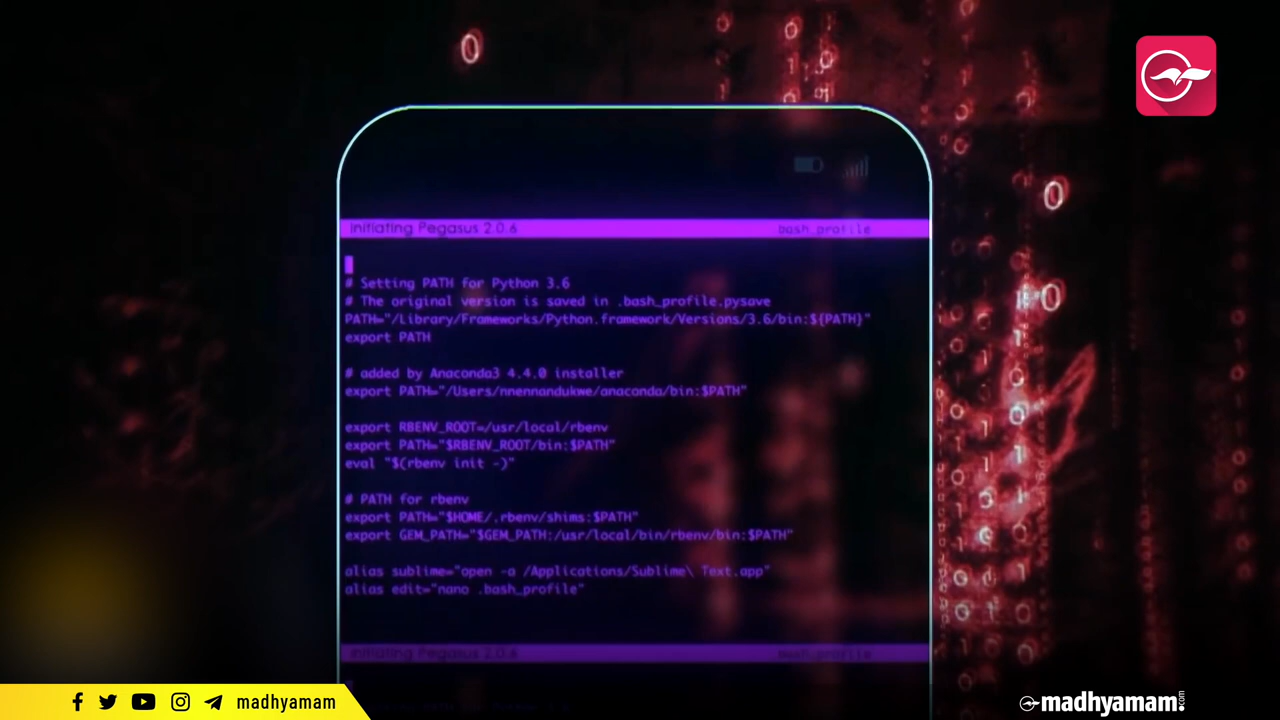 Initiating Pegasus 2.0.6 bash_profile
# Setting PATH for Python 3.6
# The original version is saved in .bash_profile.pysave
PATH="/Library/Frameworks/Python.framework/Versions/3.6/bin:${PATH}"
export PATH
# added by Anaconda3 4.4.0 installer
export PATH="/Users/nnennandukwe/anaconda/bin:$PATH"
export RBENV_ROOT=/usr/local/rbenv
export PATH="$RBENV_ROOT/bin:$PATH"
eval "$(rbenv init -)"
# PATH for rbenv
export PATH="$HOME/.rbenv/shims:$PATH"
export GEM_PATH="$GEM_PATH:/usr/local/bin/rbenv/bin:$PATH"
alias sublime="open -a /Applications/Sublime\ Text.app"
alias edit="nano .bash_profile"
Initiating Pegasus 2.0.6 bash_profile
madhyamam
madhyamam.com